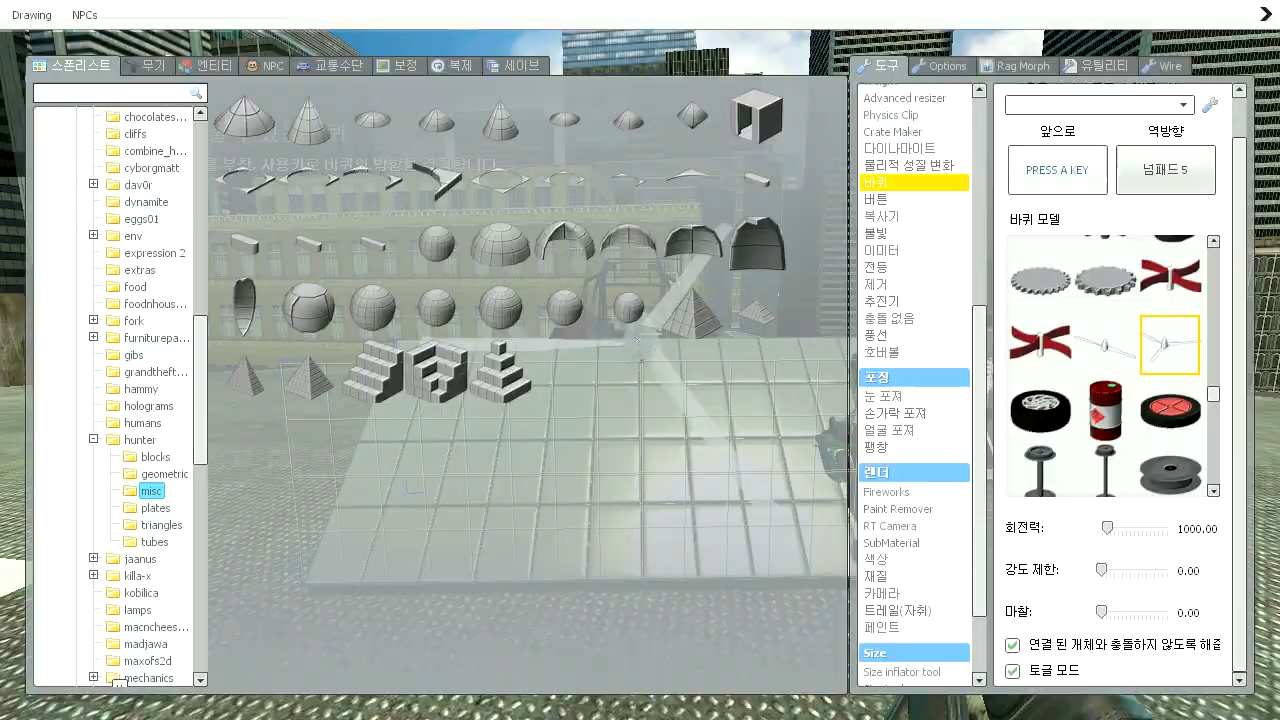 Drawing NPCs
스폰리스트 무기 엔티티 NPC 교통수단 보정 복제 세이브
도구 Options Rag Morph 유틸리티 Wire
chocolates...
cliffs
combine_h...
cyborgmatt
dav0r
dynamite
eggs01
env
expression 2
extras
food
foodnhous...
fork
furniturepa...
gibs
grandtheft...
hammy
holograms
humans
hunter
blocks
geometric
misc
plates
triangles
tubes
jaanus
killa-x
kobilica
lamps
macnchees...
madjawa
maxofs2d
mechanics
Advanced resizer
Physics Clip
Crate Maker
다이나마이트
물리적 성질 변화
바퀴
버튼
복사기
불빛
이미터
전등
제거
추진기
충돌 없음
풍선
호버볼
포징
눈 포져
손가락 포져
얼굴 포져
팽창
렌더
Fireworks
Paint Remover
RT Camera
SubMaterial
색상
재질
카메라
트레일(자취)
페인트
Size
Size inflator tool
앞으로 역방향
PRESS A KEY 넘패드 5
바퀴 모델
회전력: 1000.00
강도 제한: 0.00
마찰: 0.00
연결 된 개체와 충돌하지 않도록 해줍
토글 모드